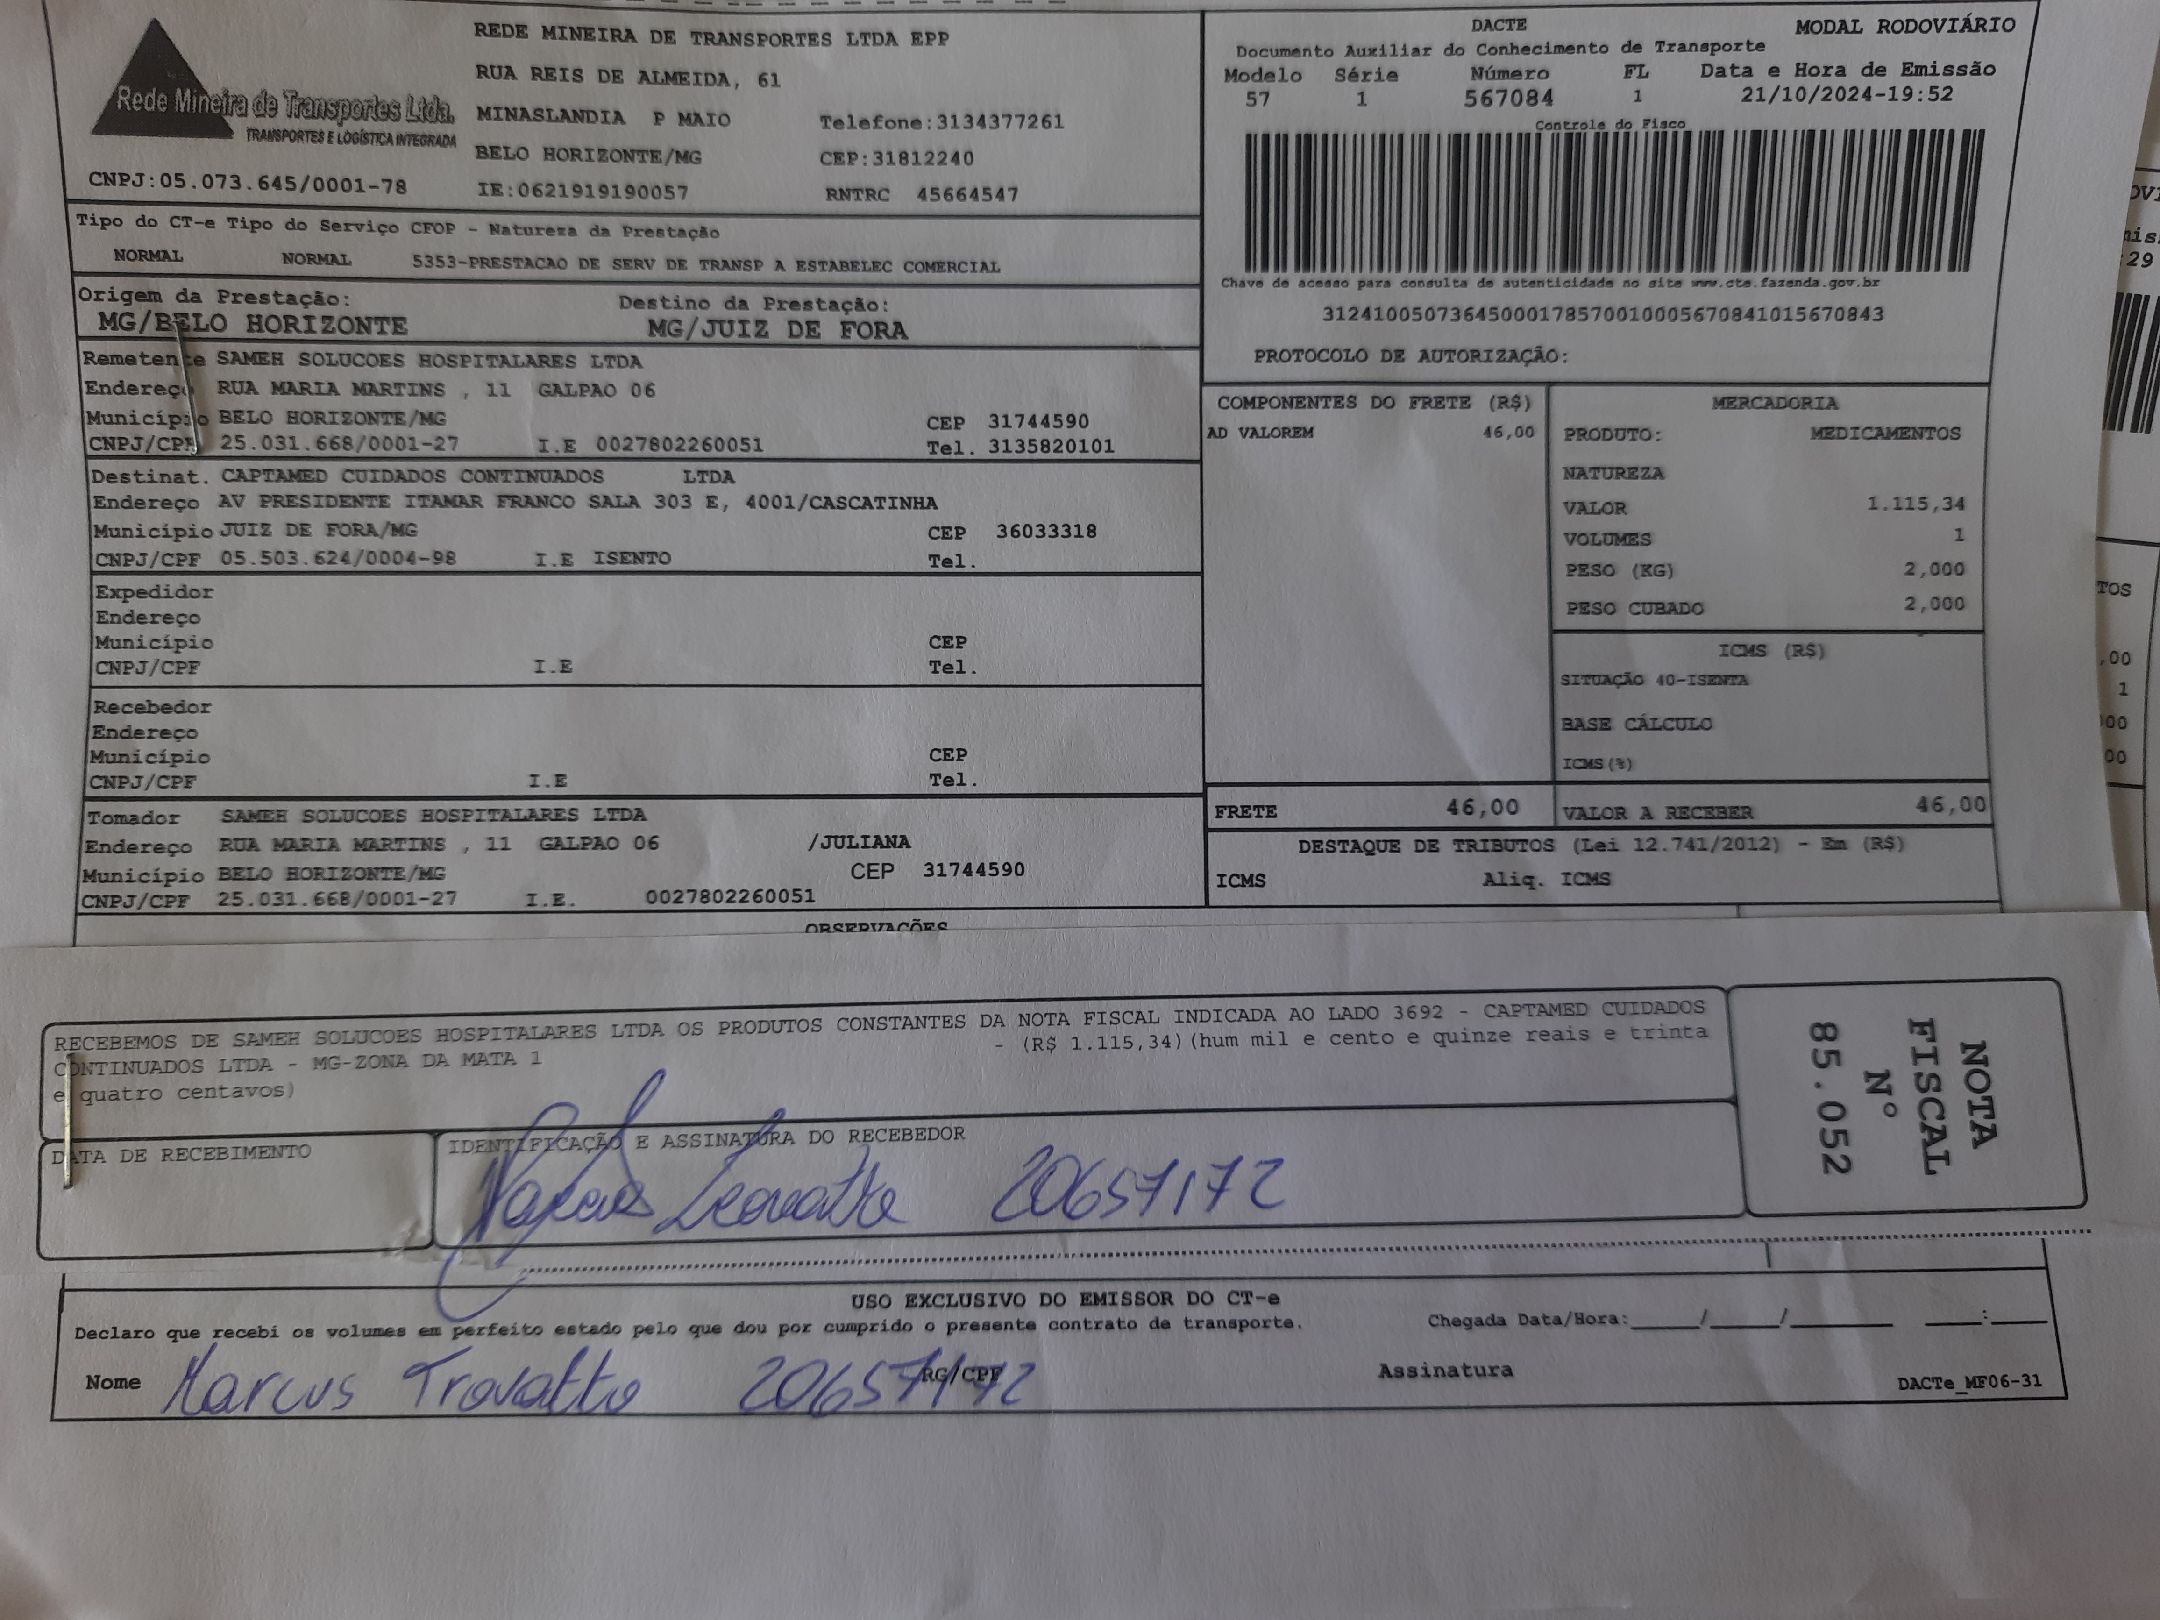 Rede Mineira de Transportes Ltda.
TRANSPORTES E LOGÍSTICA INTEGRADA
CNPJ:05.073.645/0001-78
REDE MINEIRA DE TRANSPORTES LTDA EPP
RUA REIS DE ALMEIDA, 61
MINASLANDIA P MAIO Telefone:3134377261
BELO HORIZONTE/MG CEP:31812240
IE:0621919190057 RNTRC 45664547
DACTE MODAL RODOVIÁRIO
Documento Auxiliar do Conhecimento de Transporte
Modelo Série Número FL Data e Hora de Emissão
57 1 567084 1 21/10/2024-19:52
Controle do Fisco
Chave de acesso para consulta de autenticidade no site www.cte.fazenda.gov.br
31241005073645000178570010005670841015670843
PROTOCOLO DE AUTORIZAÇÃO:
Tipo do CT-e Tipo do Serviço CFOP - Natureza da Prestação
NORMAL NORMAL 5353-PRESTACAO DE SERV DE TRANSP A ESTABELEC COMERCIAL
Origem da Prestação: Destino da Prestação:
MG/BELO HORIZONTE MG/JUIZ DE FORA
Remetente SAMEH SOLUCOES HOSPITALARES LTDA
Endereço RUA MARIA MARTINS , 11 GALPAO 06
Município BELO HORIZONTE/MG CEP 31744590
CNPJ/CPF 25.031.668/0001-27 I.E 0027802260051 Tel. 3135820101
Destinat. CAPTAMED CUIDADOS CONTINUADOS LTDA
Endereço AV PRESIDENTE ITAMAR FRANCO SALA 303 E, 4001/CASCATINHA
Município JUIZ DE FORA/MG CEP 36033318
CNPJ/CPF 05.503.624/0004-98 I.E ISENTO Tel.
Expedidor
Endereço
Município CEP
CNPJ/CPF I.E Tel.
Recebedor
Endereço
Município CEP
CNPJ/CPF I.E Tel.
Tomador SAMEH SOLUCOES HOSPITALARES LTDA
Endereço RUA MARIA MARTINS , 11 GALPAO 06 /JULIANA
Município BELO HORIZONTE/MG CEP 31744590
CNPJ/CPF 25.031.668/0001-27 I.E. 0027802260051
COMPONENTES DO FRETE (R$)
AD VALOREM 46,00
MERCADORIA
PRODUTO: MEDICAMENTOS
NATUREZA
VALOR 1.115,34
VOLUMES 1
PESO (KG) 2,000
PESO CUBADO 2,000
ICMS (R$)
SITUAÇÃO 40-ISENTA
BASE CÁLCULO
ICMS(%)
FRETE 46,00 VALOR A RECEBER 46,00
DESTAQUE DE TRIBUTOS (Lei 12.741/2012) - Em (R$)
ICMS Aliq. ICMS
OBSERVAÇÕES
RECEBEMOS DE SAMEH SOLUCOES HOSPITALARES LTDA OS PRODUTOS CONSTANTES DA NOTA FISCAL INDICADA AO LADO 3692 - CAPTAMED CUIDADOS
CONTINUADOS LTDA - MG-ZONA DA MATA 1 - (R$ 1.115,34)(hum mil e cento e quinze reais e trinta
e quatro centavos)
DATA DE RECEBIMENTO
IDENTIFICAÇÃO E ASSINATURA DO RECEBEDOR
Marcus Trovatto 20657172
NOTA
FISCAL
Nº
85.052
USO EXCLUSIVO DO EMISSOR DO CT-e
Declaro que recebi os volumes em perfeito estado pelo que dou por cumprido o presente contrato de transporte. Chegada Data/Hora:____/____/______ ___:___
Nome Marcus Trovatto 20657172 RG/CPF Assinatura
DACTe_MF06-31